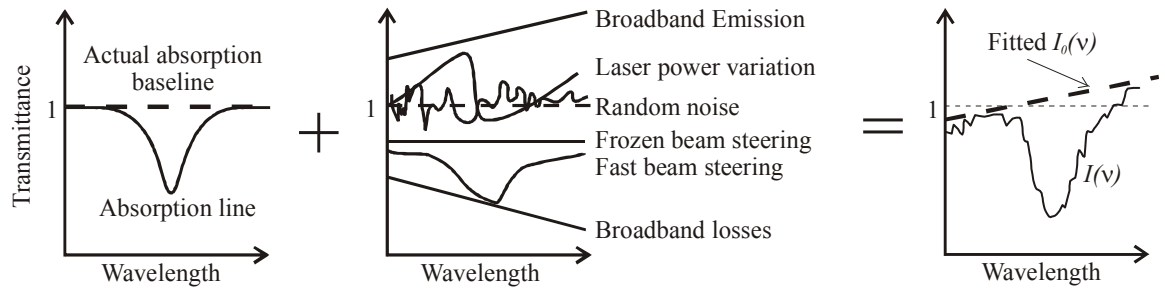 Transmittance
1
Actual absorption
baseline
Absorption line
Wavelength
+
1
Broadband Emission
Laser power variation
Random noise
Frozen beam steering
Fast beam steering
Broadband losses
Wavelength
=
1
Fitted I₀(ν)
I(ν)
Wavelength